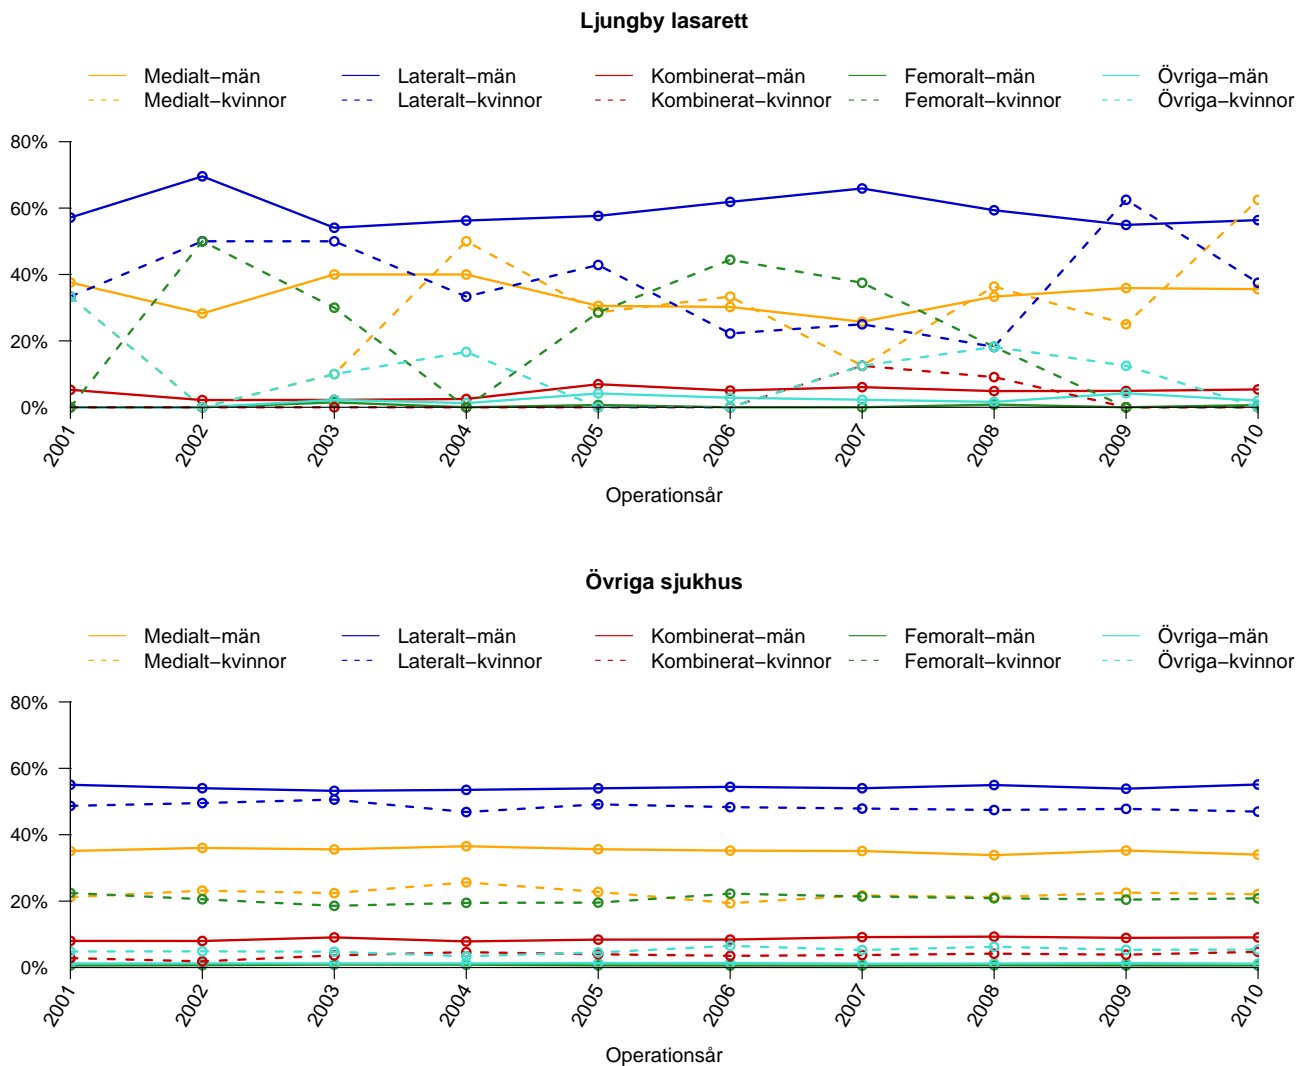 Ljungby lasarett
Medialt−män Lateralt−män Kombinerat−män Femoralt−män Övriga−män
Medialt−kvinnor Lateralt−kvinnor Kombinerat−kvinnor Femoralt−kvinnor Övriga−kvinnor
80%
60%
40%
20%
0%
2001 2002 2003 2004 2005 2006 2007 2008 2009 2010
Operationsår
Övriga sjukhus
Medialt−män Lateralt−män Kombinerat−män Femoralt−män Övriga−män
Medialt−kvinnor Lateralt−kvinnor Kombinerat−kvinnor Femoralt−kvinnor Övriga−kvinnor
80%
60%
40%
20%
0%
2001 2002 2003 2004 2005 2006 2007 2008 2009 2010
Operationsår